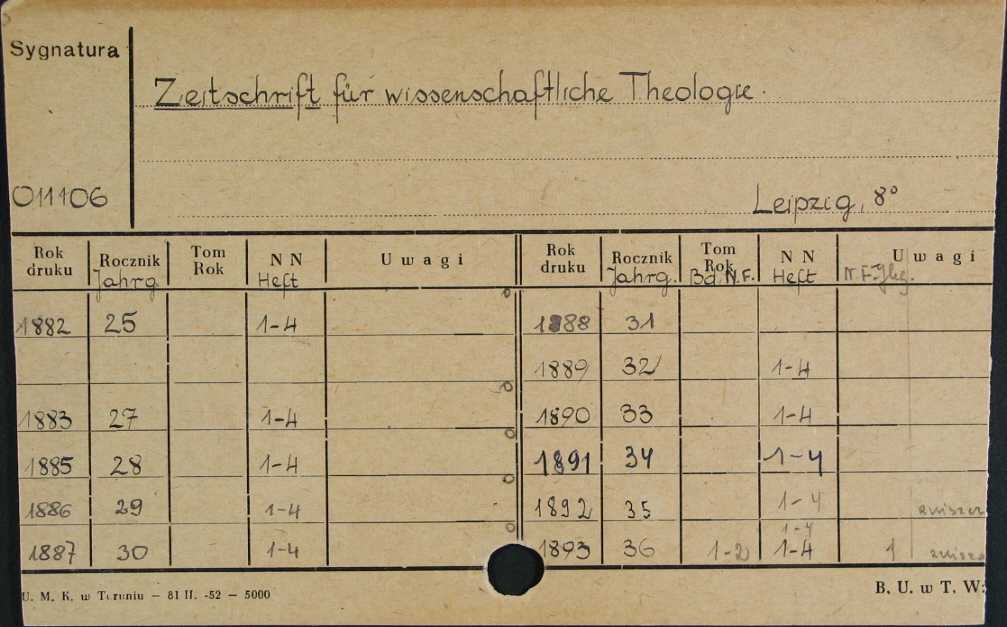 Sygnatura
Zeitschrift für wissenschaftliche Theologie.
011106
Leipzig, 8°
Rok druku Rocznik Tom Rok NN Uwagi Rok druku Rocznik Tom Rok NN Uwagi
Jahrg. Heft Jahrg. Bd. N.F. Heft N.F. Jhg.
1882 25 1-4 1888 31
1889 32 1-4
1883 27 1-4 1890 33 1-4
1885 28 1-4 1891 34 1-4
1886 29 1-4 1892 35 1-4
1-4
1887 30 1-4 1893 36 1-2 1-4 1
U. M. K. w Toruniu — 81 II. -52 — 5000
B. U. w T. W: